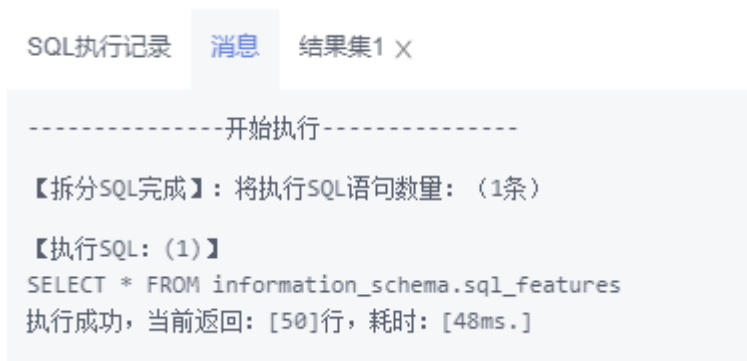 SQL执行记录 消息 结果集1 ×
---------------开始执行---------------
【拆分SQL完成】：将执行SQL语句数量：（1条）
【执行SQL：(1)】
SELECT * FROM information_schema.sql_features
执行成功，当前返回：[50]行，耗时：[48ms.]